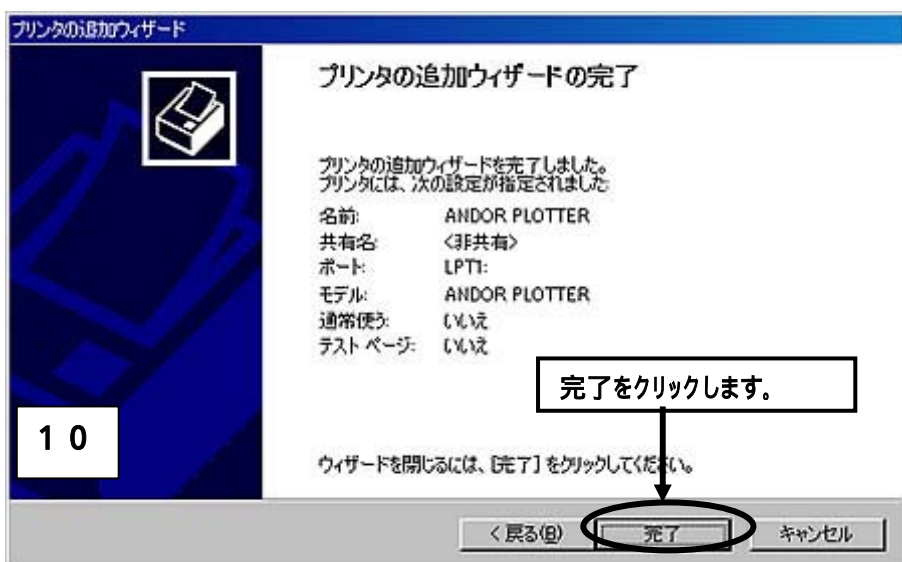 プリンタの追加ウィザード
プリンタの追加ウィザードの完了
プリンタの追加ウィザードを完了しました。
プリンタには、次の設定が指定されました:
名前: ANDOR PLOTTER
共有名: <非共有>
ポート: LPT1:
モデル: ANDOR PLOTTER
通常使う: いいえ
テスト ページ: いいえ
完了をクリックします。
１０
ウィザードを閉じるには、[完了] をクリックしてください。
< 戻る(B) 完了 キャンセル